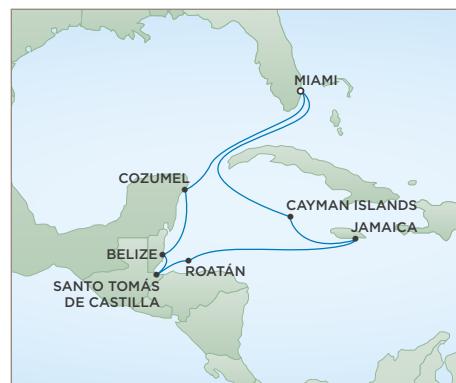 MIAMI
COZUMEL
CAYMAN ISLANDS
JAMAICA
BELIZE
ROATÁN
SANTO TOMÁS
DE CASTILLA